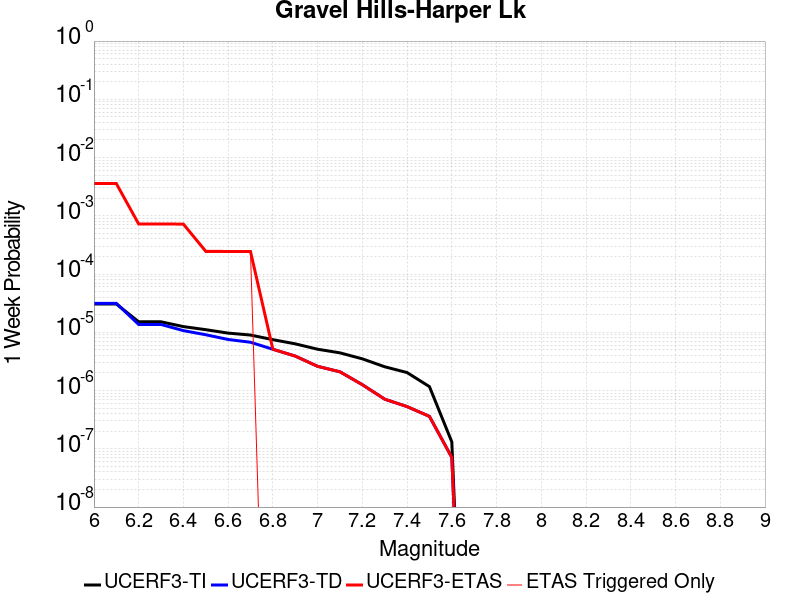 Gravel Hills-Harper Lk
10 0
10 -1
10 -2
10 -3
10 -4
10 -5
10 -6
10 -7
10 -8
1 Week Probability
6 6.2 6.4 6.6 6.8 7 7.2 7.4 7.6 7.8 8 8.2 8.4 8.6 8.8 9
Magnitude
UCERF3-TI UCERF3-TD UCERF3-ETAS ETAS Triggered Only